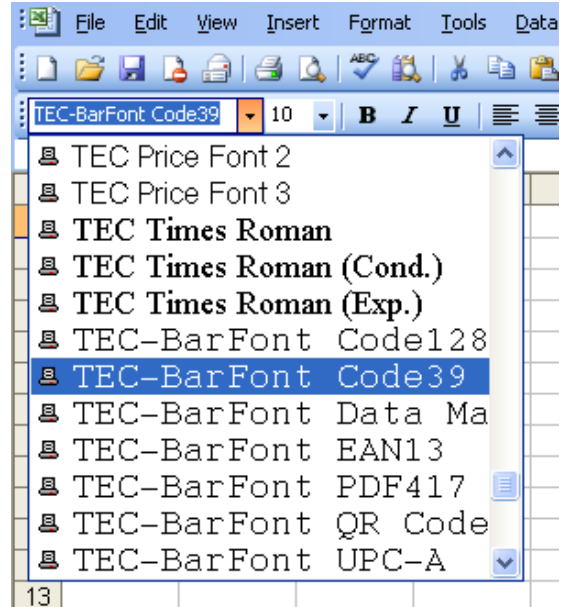 File Edit View Insert Format Tools Data
ABC
TEC-BarFont Code39 10 B I U
TEC Price Font 2
TEC Price Font 3
TEC Times Roman
TEC Times Roman (Cond.)
TEC Times Roman (Exp.)
TEC-BarFont Code128
TEC-BarFont Code39
TEC-BarFont Data Ma
TEC-BarFont EAN13
TEC-BarFont PDF417
TEC-BarFont QR Code
TEC-BarFont UPC-A
13